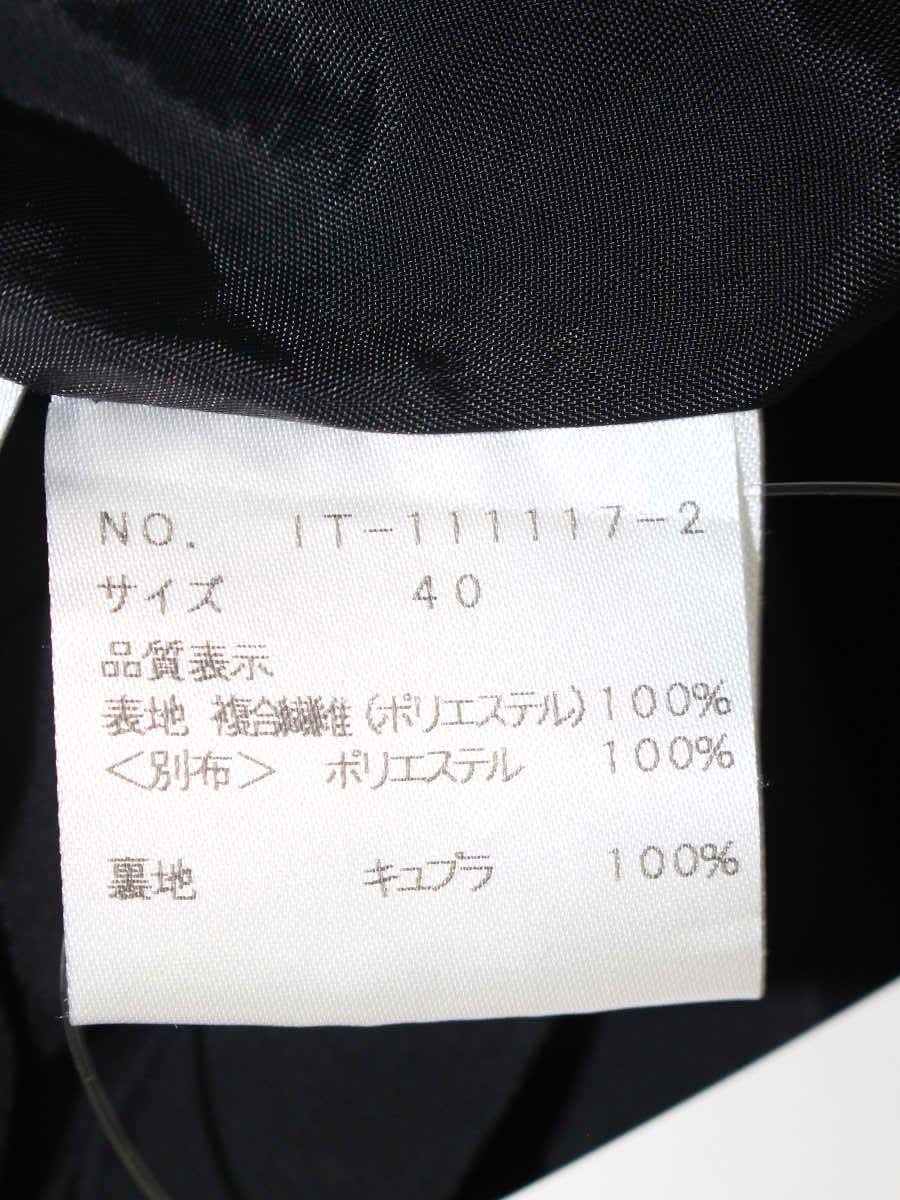 NO. IT-111117-2
サイズ 40
品質表示
表地 複合繊維(ポリエステル)100%
<別布> ポリエステル 100%
裏地 キュプラ 100%